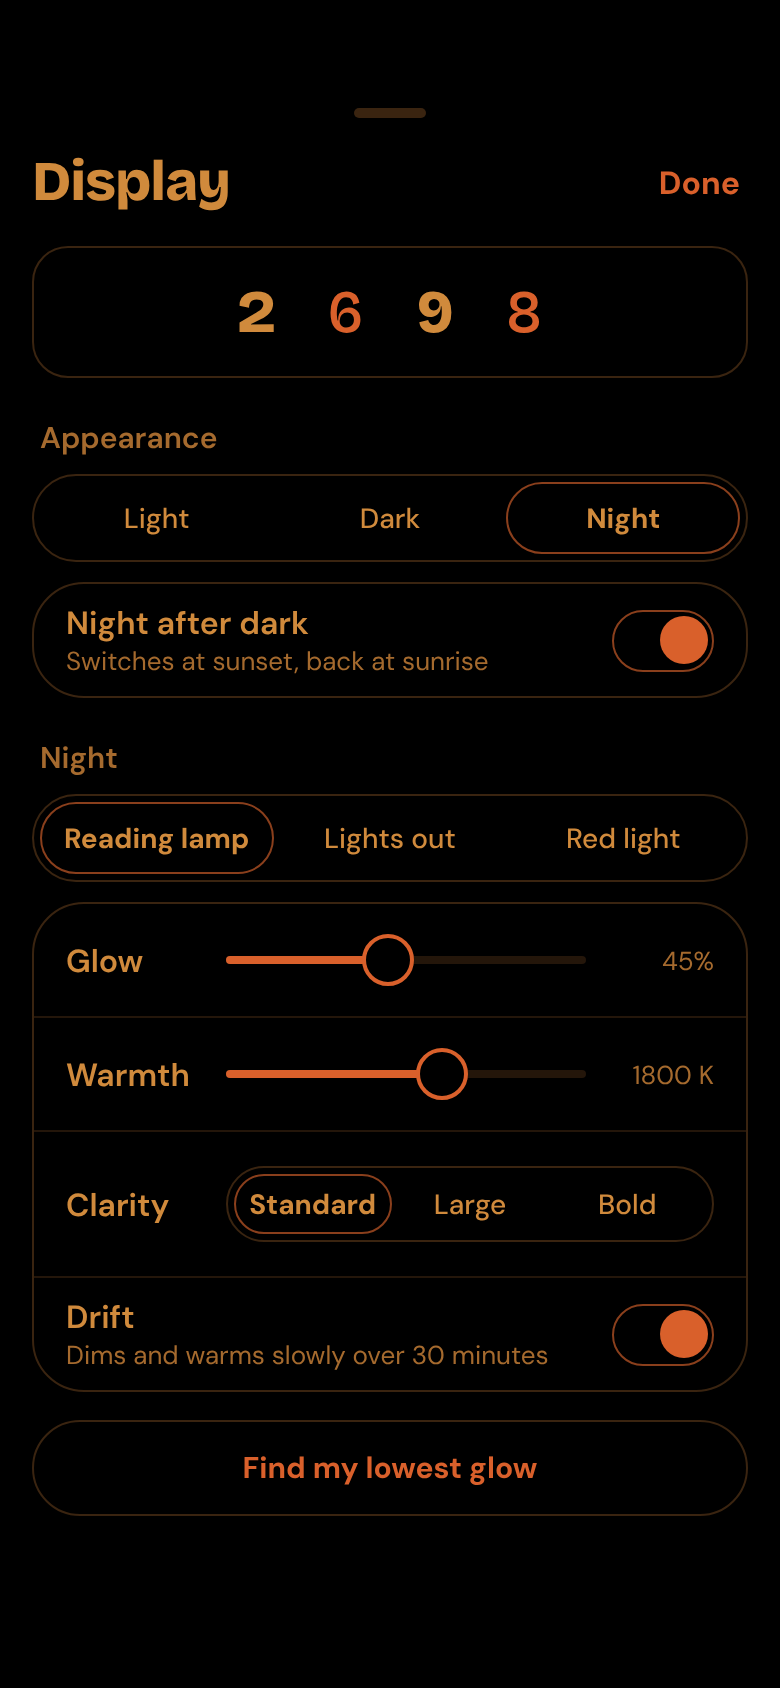 Display
Done
2 6 9 8
Appearance
Light Dark Night
Night after dark
Switches at sunset, back at sunrise
Night
Reading lamp Lights out Red light
Glow 45%
Warmth 1800 K
Clarity Standard Large Bold
Drift
Dims and warms slowly over 30 minutes
Find my lowest glow